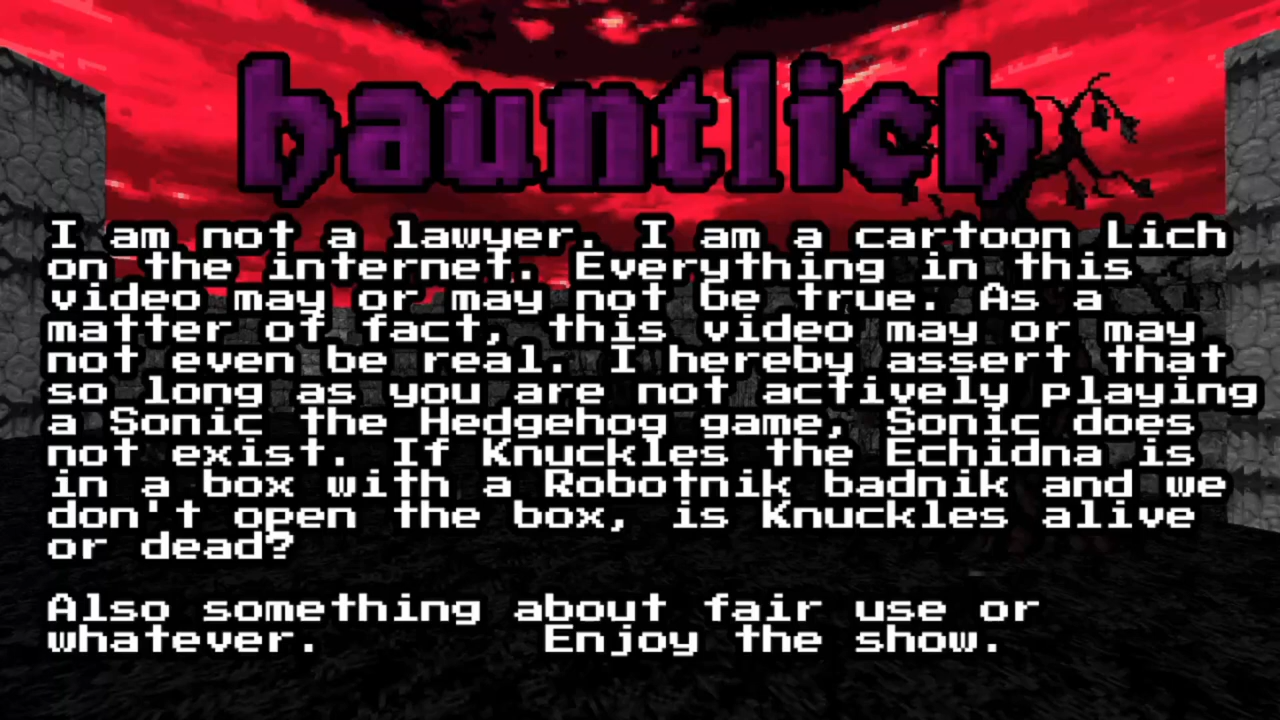 hauntlich
I am not a lawyer. I am a cartoon Lich
on the internet. Everything in this
video may or may not be true. As a
matter of fact, this video may or may
not even be real. I hereby assert that
so long as you are not actively playing
a Sonic the Hedgehog game, Sonic does
not exist. If Knuckles the Echidna is
in a box with a Robotnik badnik and we
don't open the box, is Knuckles alive
or dead?
Also something about fair use or
whatever. Enjoy the show.